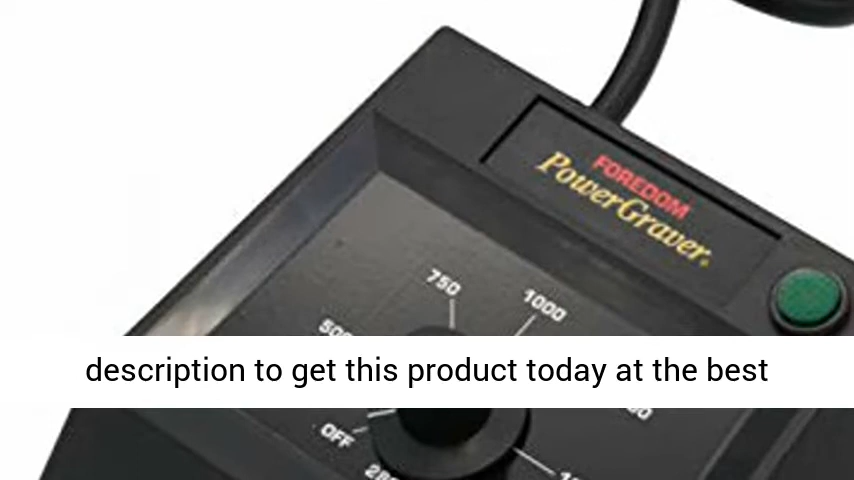 FOREDOM
PowerGraver®
750
1000
description to get this product today at the best
OFF